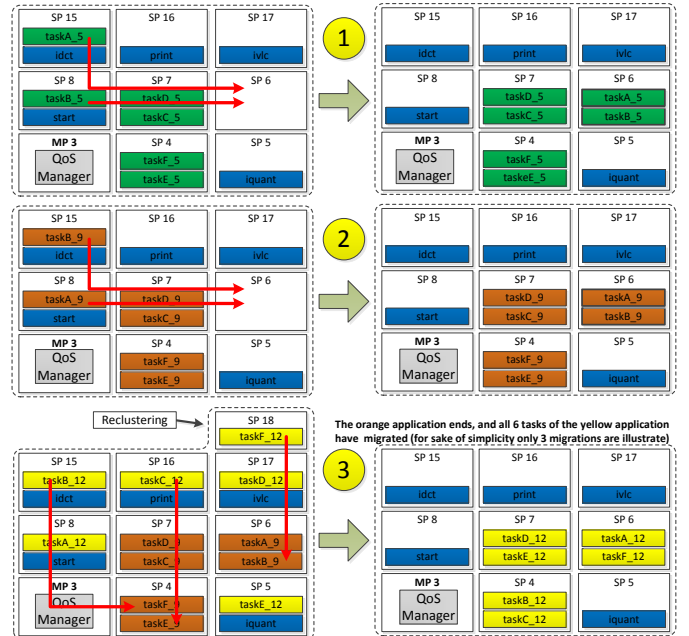 SP 15
SP 16
SP 17
taskA_5
idct
print
ivlc
SP 8
SP 7
SP 6
taskB_5
taskD_5
start
taskC_5
MP 3
SP 4
SP 5
QoS
Manager
taskF_5
taskE_5
iquant
1
SP 15
SP 16
SP 17
idct
print
ivlc
SP 8
SP 7
SP 6
taskD_5
taskA_5
start
taskC_5
taskB_5
MP 3
SP 4
SP 5
QoS
Manager
taskF_5
taskeE_5
iquant
SP 15
SP 16
SP 17
taskB_9
idct
print
ivlc
SP 8
SP 7
SP 6
taskA_9
taskD_9
start
taskC_9
MP 3
SP 4
SP 5
QoS
Manager
taskF_9
taskE_9
iquant
2
SP 15
SP 16
SP 17
idct
print
ivlc
SP 8
SP 7
SP 6
taskD_9
taskA_9
start
taskC_9
taskB_9
MP 3
SP 4
SP 5
QoS
Manager
taskF_9
taskE_9
iquant
Reclustering
SP 18
taskF_12
SP 15
SP 16
SP 17
taskB_12
taskC_12
taskD_12
idct
print
ivlc
SP 8
SP 7
SP 6
taskA_12
taskD_9
taskA_9
start
taskC_9
taskB_9
MP 3
SP 4
SP 5
QoS
Manager
taskF_9
taskE_12
taskE_9
iquant
The orange application ends, and all 6 tasks of the yellow application
have migrated (for sake of simplicity only 3 migrations are illustrate)
3
SP 15
SP 16
SP 17
idct
print
ivlc
SP 8
SP 7
SP 6
taskD_12
taskA_12
start
taskE_12
taskF_12
MP 3
SP 4
SP 5
QoS
Manager
taskB_12
taskC_12
iquant